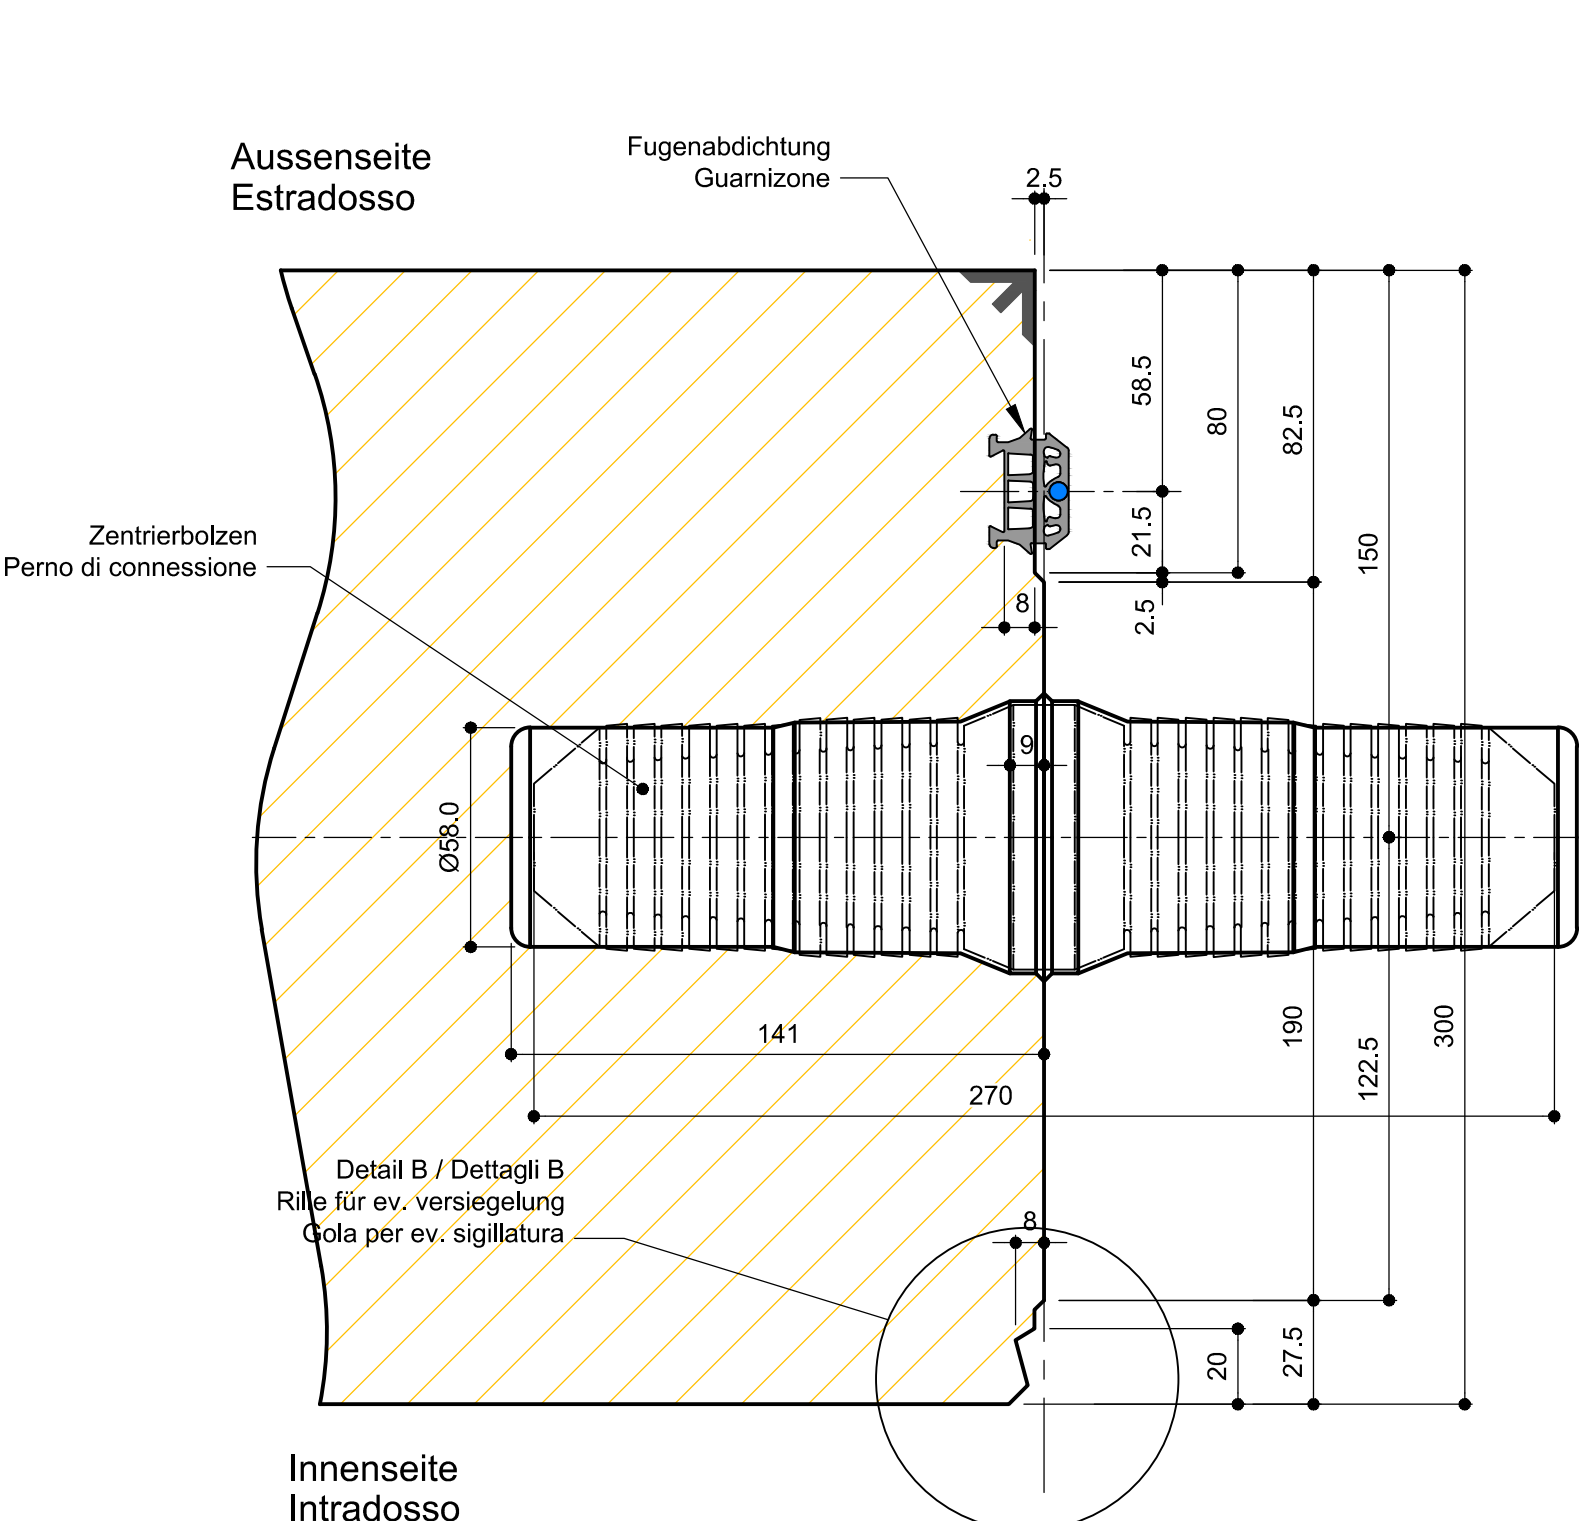 Aussenseite
Estradosso
Fugenabdichtung
Guarnizone
2.5
58.5
80
82.5
21.5
150
2.5
Zentrierbolzen
Perno di connessione
8
9
Ø58.0
141
270
190
122.5
300
Detail B / Dettagli B
Rille für ev. versiegelung
Gola per ev. sigillatura
8
20
27.5
Innenseite
Intradosso